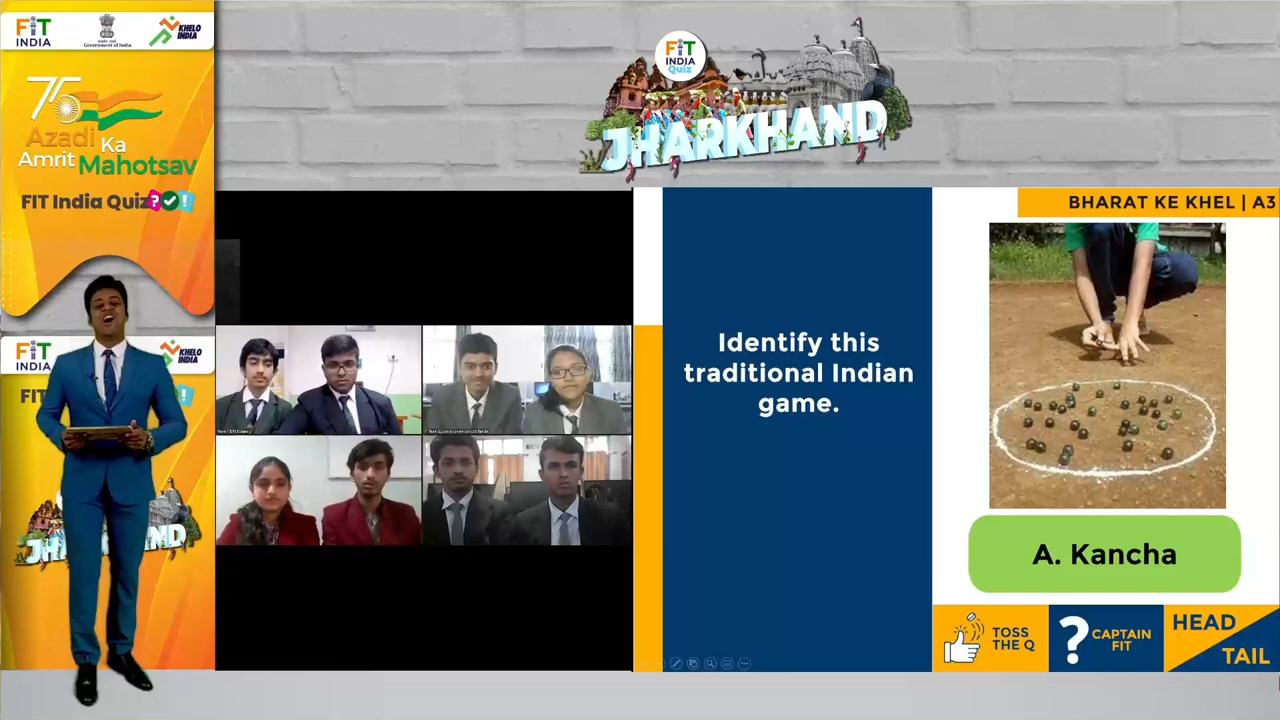 FiT
INDIA
Government of India
KHELO
INDIA
75
Azadi Ka
Amrit Mahotsav
FIT India Quiz?!
FiT
INDIA
KHELO
INDIA
FiT
INDIA
Quiz
JHARKHAND
BHARAT KE KHEL | A3
Identify this
traditional Indian
game.
A. Kancha
TOSS
THE Q
?
CAPTAIN
FIT
HEAD
TAIL